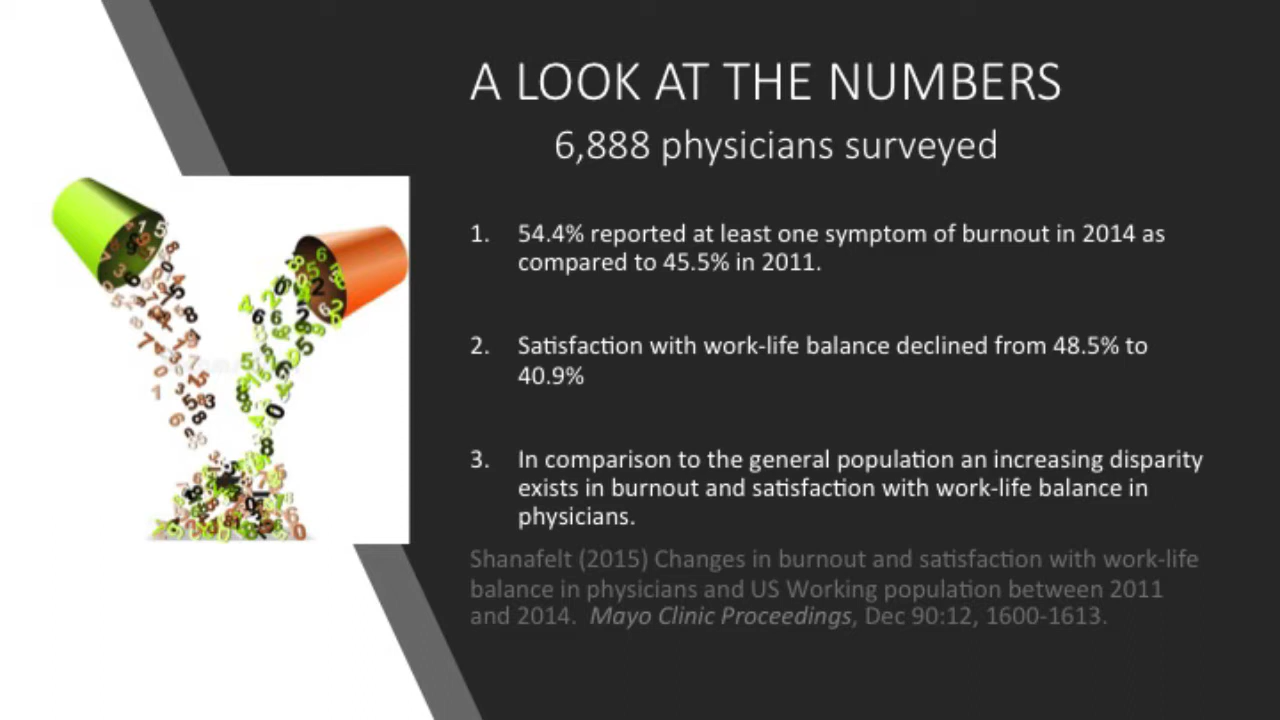 A LOOK AT THE NUMBERS
6,888 physicians surveyed
1. 54.4% reported at least one symptom of burnout in 2014 as
compared to 45.5% in 2011.
2. Satisfaction with work-life balance declined from 48.5% to
40.9%
3. In comparison to the general population an increasing disparity
exists in burnout and satisfaction with work-life balance in
physicians.
Shanafelt (2015) Changes in burnout and satisfaction with work-life
balance in physicians and US Working population between 2011
and 2014. Mayo Clinic Proceedings, Dec 90:12, 1600-1613.